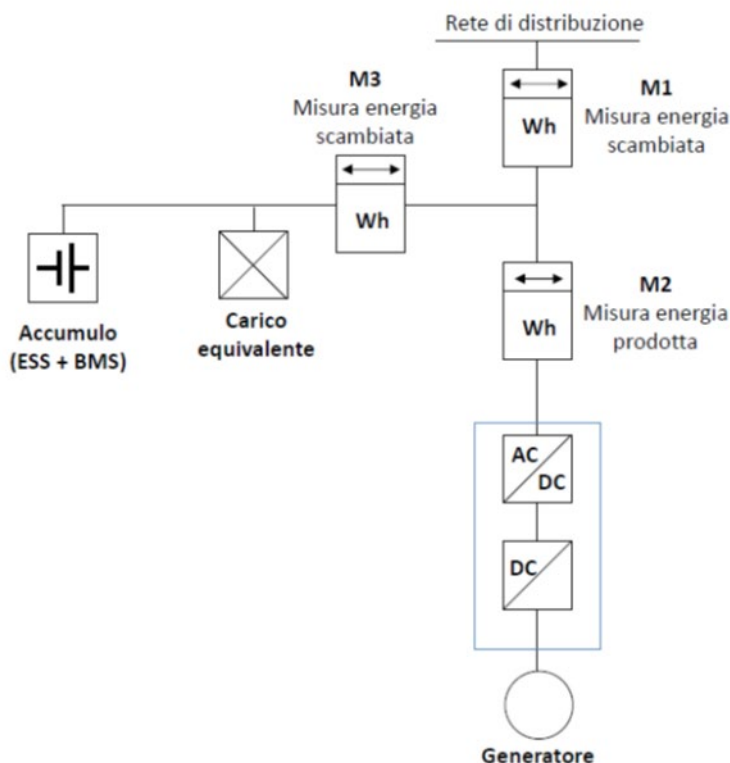 Rete di distribuzione
M3
Misura energia
scambiata
Wh
M1
Misura energia
scambiata
Wh
Accumulo
(ESS + BMS)
Carico
equivalente
M2
Misura energia
prodotta
Wh
AC
DC
DC
Generatore